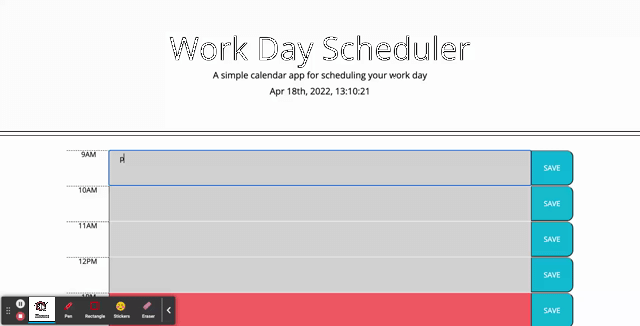 Work Day Scheduler
A simple calendar app for scheduling your work day
Apr 18th, 2022, 13:10:21
9AM
p
SAVE
10AM
SAVE
11AM
SAVE
12PM
SAVE
SAVE
Pen
Rectangle
Stickers
Eraser